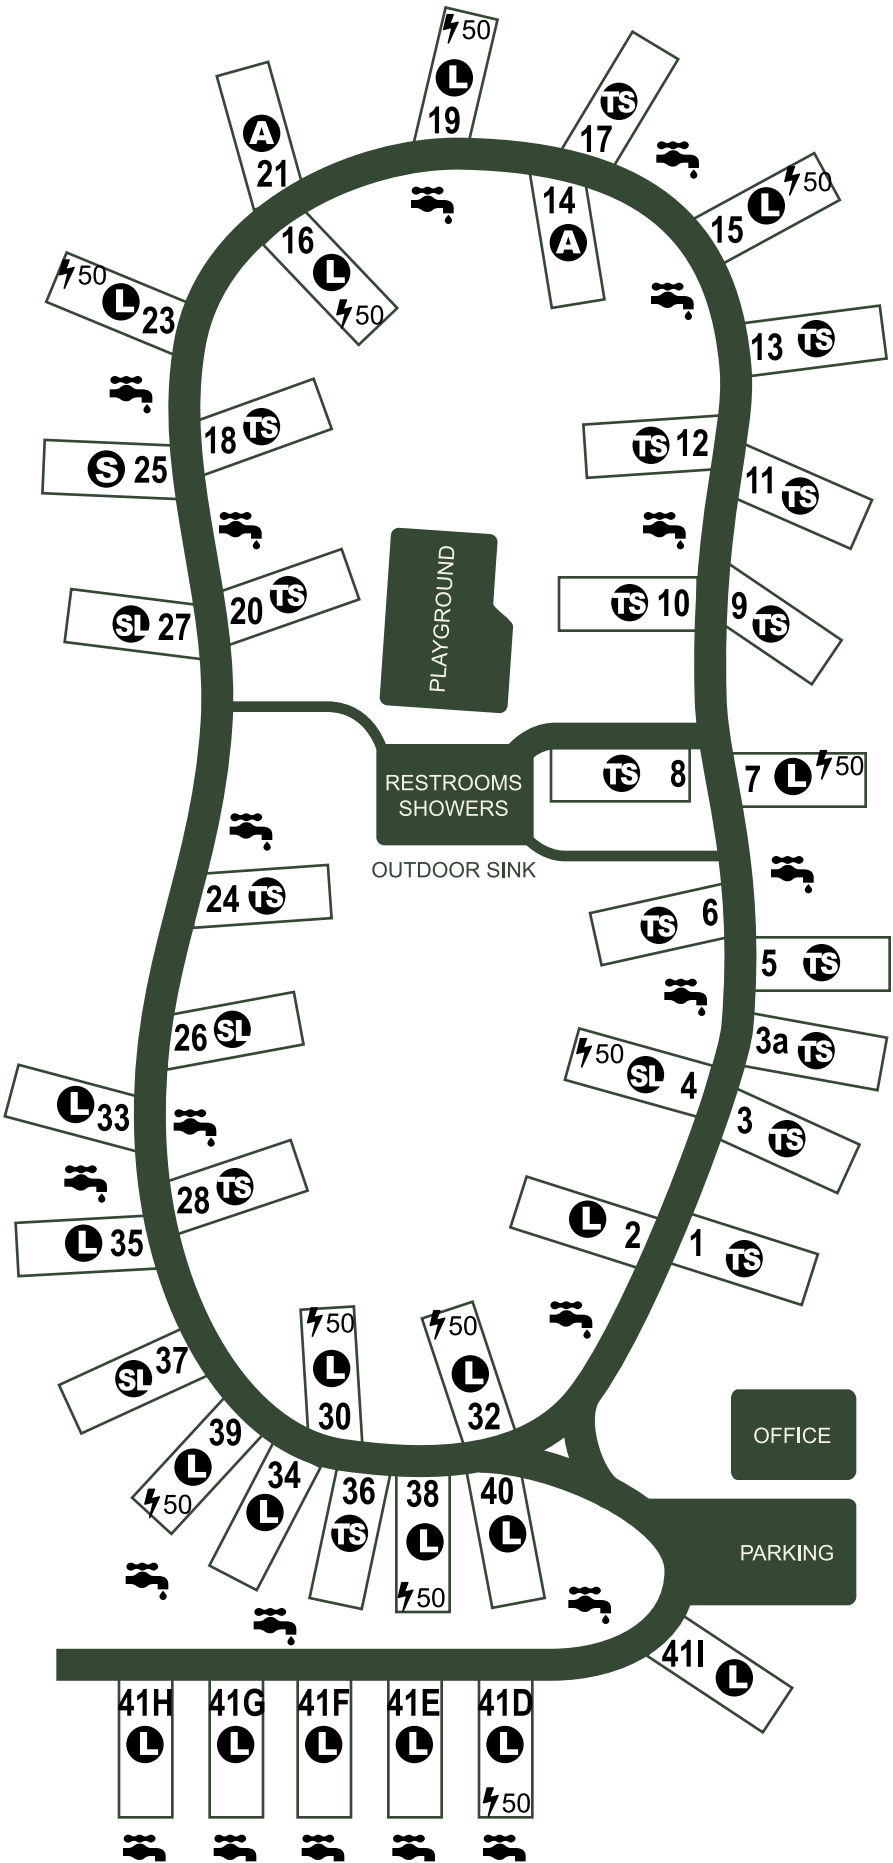 50
L
19
TS
17
A
21
50
L
15
14
A
16
L
50
50
L
23
13
TS
18
TS
TS
12
S
25
11
TS
PLAYGROUND
20
TS
TS
10
9
TS
SL
27
RESTROOMS
SHOWERS
OUTDOOR SINK
TS
8
7
L
50
24
TS
TS
6
5
TS
26
SL
3a
TS
50
SL
4
L
33
3
TS
28
TS
L
35
L
2
1
TS
50
L
30
50
L
32
SL
37
39
L
50
34
L
36
TS
38
L
50
40
L
OFFICE
PARKING
41I
L
41H
L
41G
L
41F
L
41E
L
41D
L
50